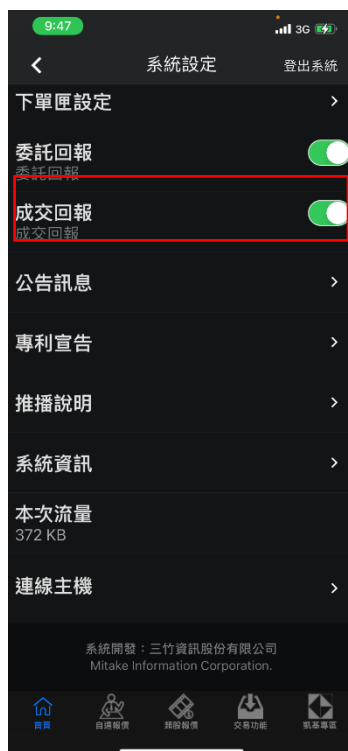 9:47
3G
系統設定
登出系統
下單匣設定
委託回報
委託回報
成交回報
成交回報
公告訊息
專利宣告
推播說明
系統資訊
本次流量
372 KB
連線主機
系統開發：三竹資訊股份有限公司
Mitake Information Corporation.
首頁
自選報價
類股報價
交易功能
凱基專區